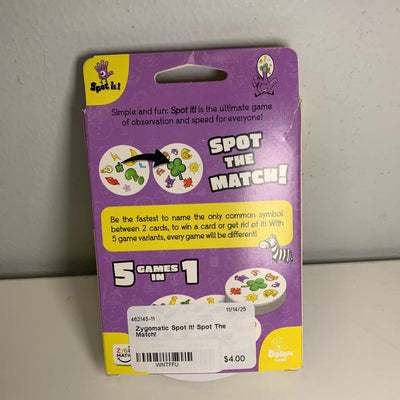 Spot it!
Simple and fun: Spot it! is the ultimate game
of observation and speed for everyone!
SPOT
THE
MATCH!
Be the fastest to name the only common symbol
between 2 cards, to win a card or get rid of it! With
5 game variants, every game will be different!
5 GAMES IN 1
462145-11 11/14/25
Zygomatic Spot It! Spot The
Match!
WNTFFU $4.00